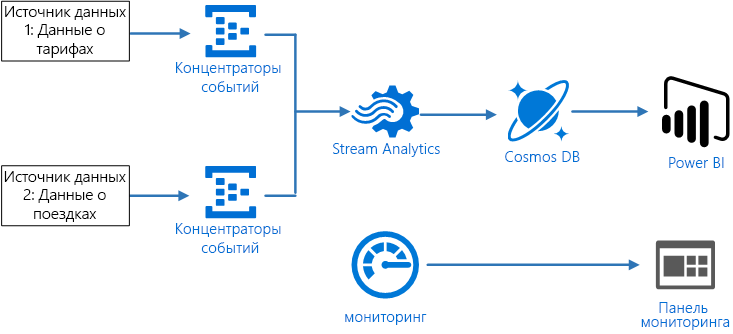 Источник данных
1: Данные о
тарифах
Концентраторы
событий
Stream Analytics
Cosmos DB
Power BI
Источник данных
2: Данные о
поездках
Концентраторы
событий
мониторинг
Панель
мониторинга